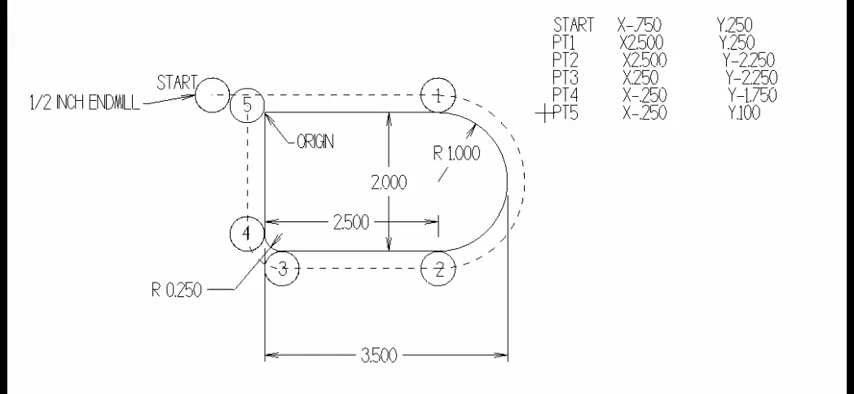 START X-.750 Y.250
PT1 X2.500 Y.250
PT2 X2.500 Y-2.250
PT3 X.250 Y-2.250
PT4 X-.250 Y-1.750
PT5 X-.250 Y.100
START
1/2 INCH ENDMILL
5
1
ORIGIN
R 1.000
2.000
2.500
4
3
2
R 0.250
3.500